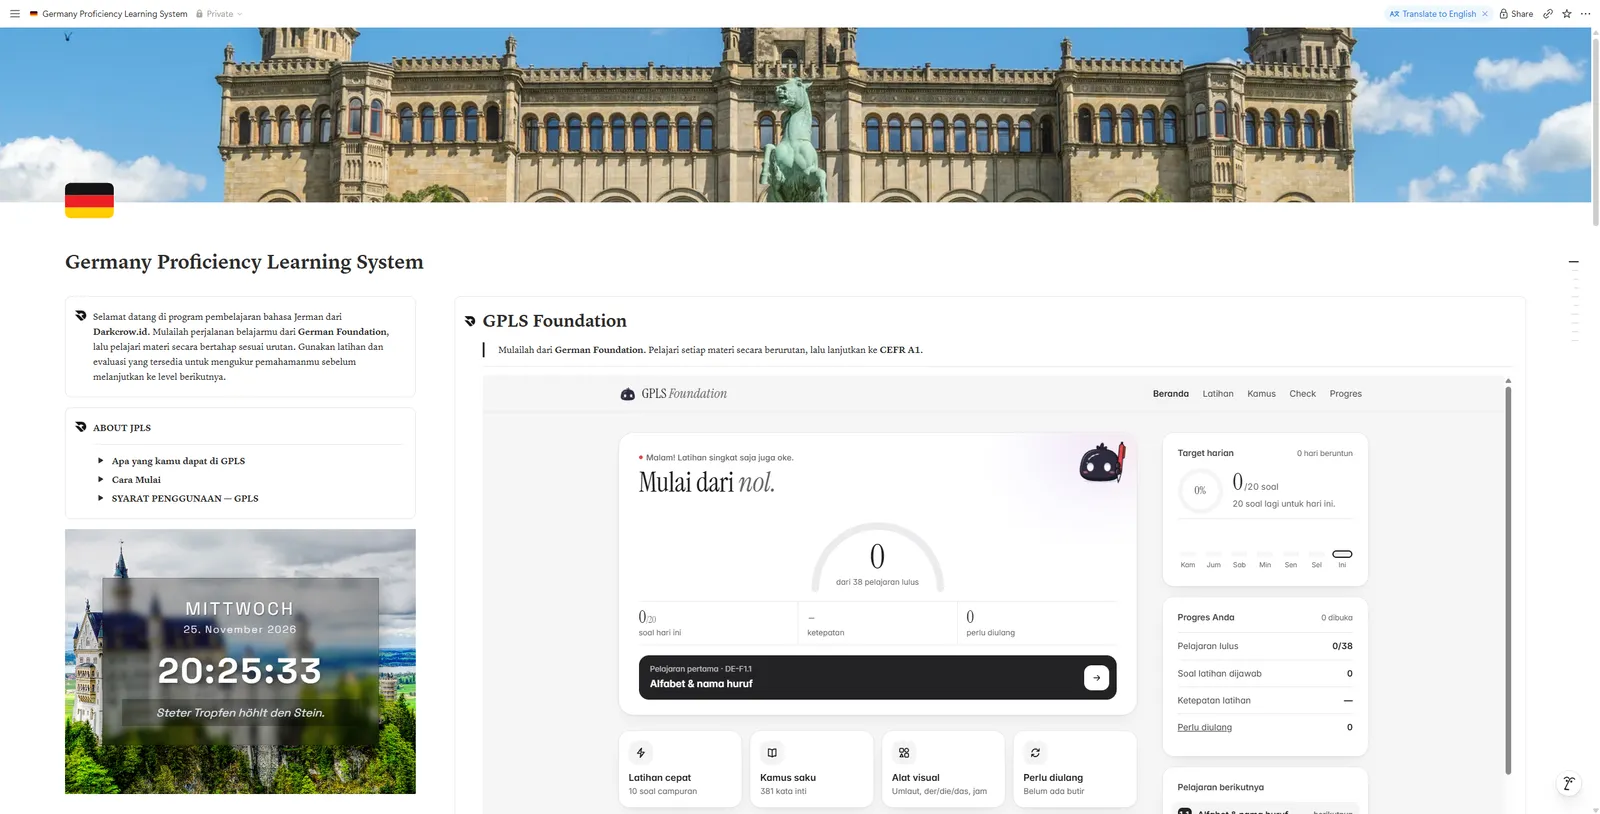 Germany Proficiency Learning System
Private
Translate to English
Share
Germany Proficiency Learning System
Selamat datang di program pembelajaran bahasa Jerman dari
Darkcrow.id. Mulailah perjalanan belajarmu dari German Foundation,
lalu pelajari materi secara bertahap sesuai urutan. Gunakan latihan dan
evaluasi yang tersedia untuk mengukur pemahamanmu sebelum
melanjutkan ke level berikutnya.
ABOUT JPLS
Apa yang kamu dapat di GPLS
Cara Mulai
SYARAT PENGGUNAAN — GPLS
MITTWOCH
25. November 2026
20:25:33
Steter Tropfen höhlt den Stein.
GPLS Foundation
Mulailah dari German Foundation. Pelajari setiap materi secara berurutan, lalu lanjutkan ke CEFR A1.
GPLS Foundation
Beranda
Latihan
Kamus
Check
Progres
Malam! Latihan singkat saja juga oke.
Mulai dari nol.
0
dari 38 pelajaran lulus
0/20
soal hari ini
–
ketepatan
0
perlu diulang
Pelajaran pertama · DE-F1.1
Alfabet & nama huruf
Latihan cepat
10 soal campuran
Kamus saku
381 kata inti
Alat visual
Umlaut, der/die/das, jam
Perlu diulang
Belum ada butir
Target harian
0 hari beruntun
0%
0/20 soal
20 soal lagi untuk hari ini.
Kam Jum Sab Min Sen Sel Ini
Progres Anda
0 dibuka
Pelajaran lulus
0/38
Soal latihan dijawab
0
Ketepatan latihan
—
Perlu diulang
0
Pelajaran berikutnya
Alfabet & nama huruf
berikutnya